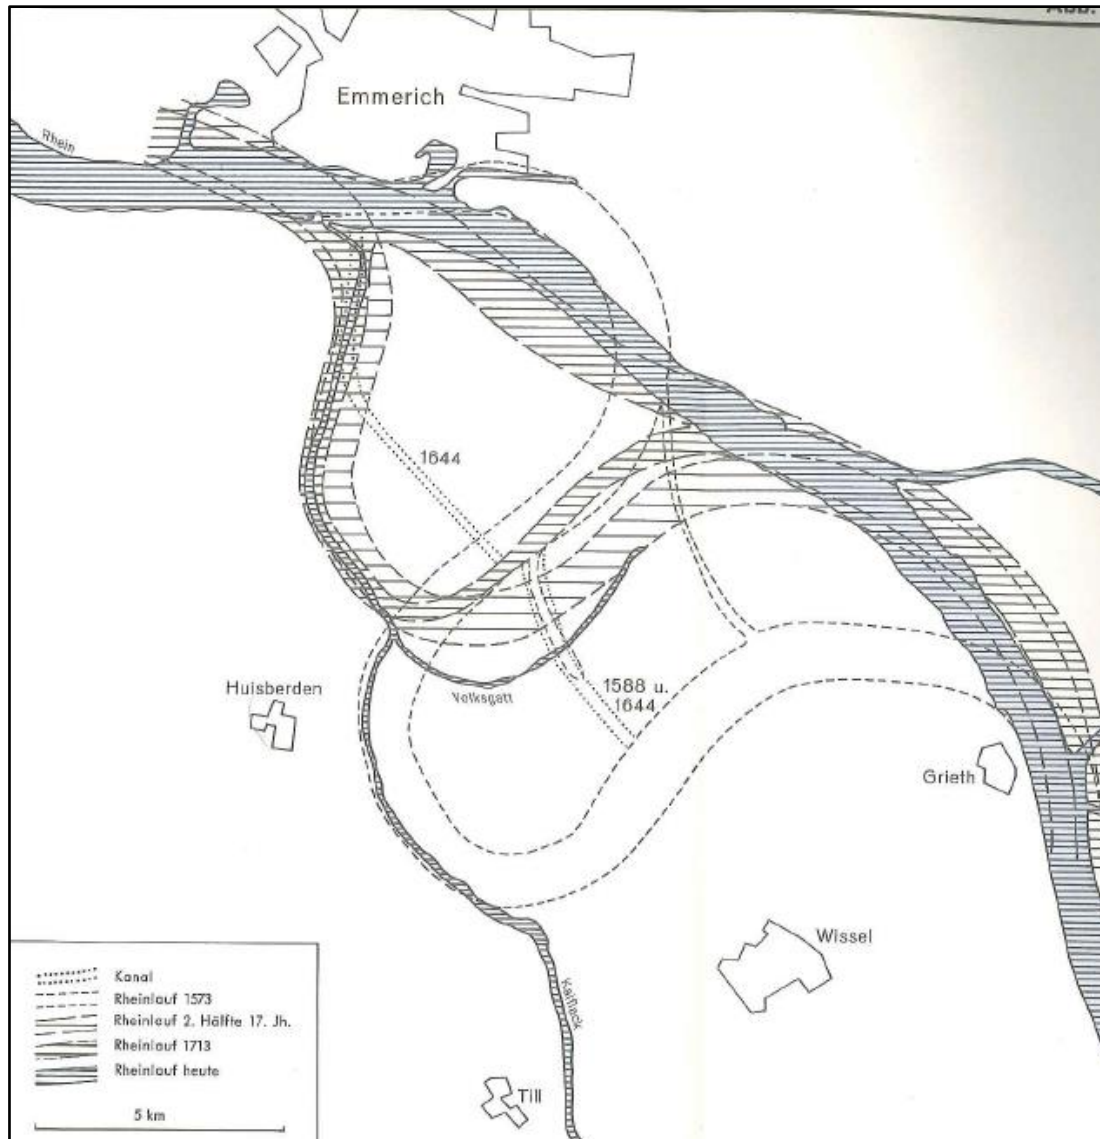 Abb.
Emmerich
Rhein
1644
Huisberden
Volksgatt
1588 u.
1644
Grieth
Wissel
Kalflack
Till
Kanal
Rheinlauf 1573
Rheinlauf 2. Hälfte 17. Jh.
Rheinlauf 1713
Rheinlauf heute
5 km